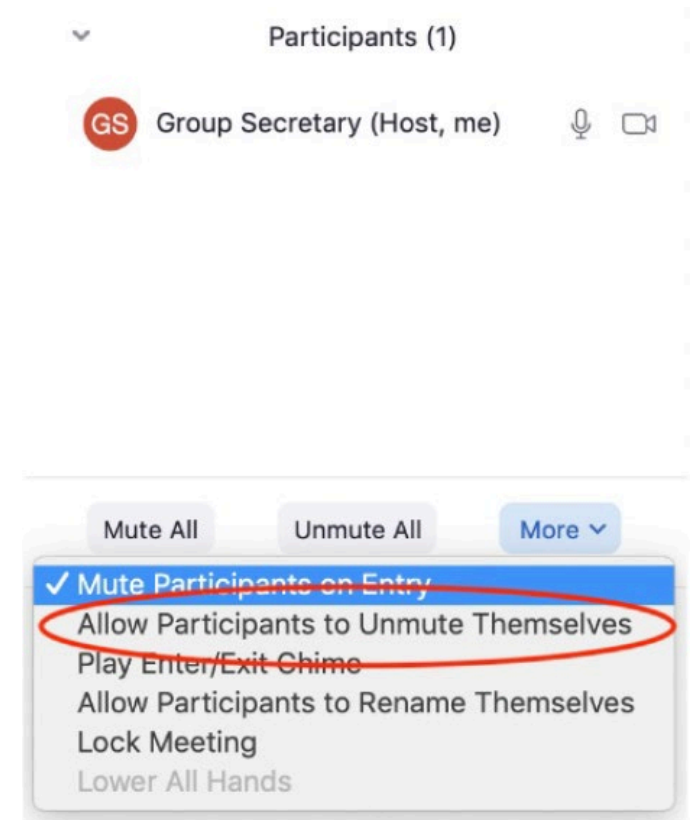 Participants (1)
GS Group Secretary (Host, me)
Mute All Unmute All More
✓ Mute Participants on Entry
Allow Participants to Unmute Themselves
Play Enter/Exit Chime
Allow Participants to Rename Themselves
Lock Meeting
Lower All Hands